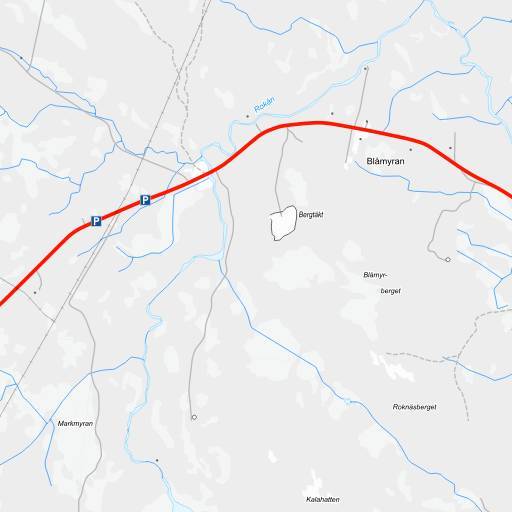 Rokån
Blåmyran
P
P
Bergtäkt
Blåmyr-
berget
Roknäsberget
Markmyran
Kalahatten